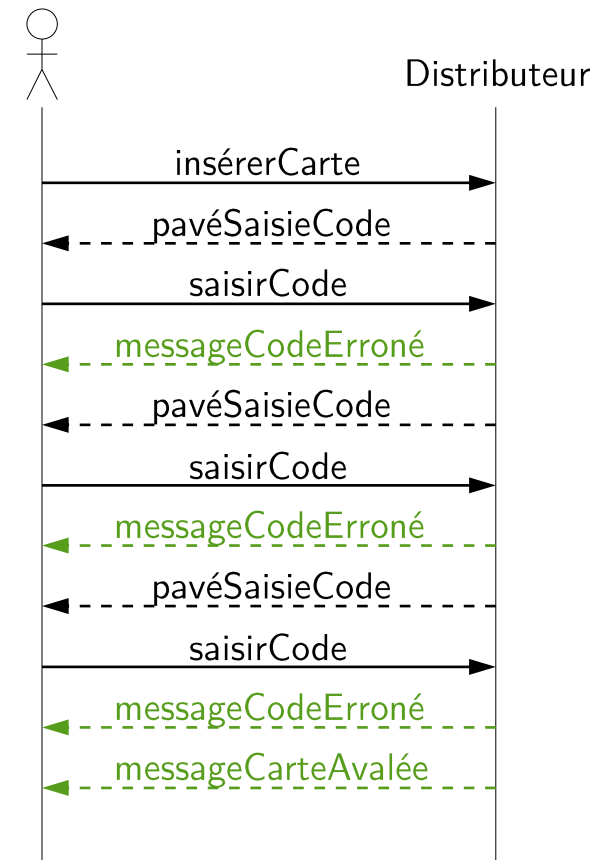 Distributeur
insérerCarte
pavéSaisieCode
saisirCode
messageCodeErroné
pavéSaisieCode
saisirCode
messageCodeErroné
pavéSaisieCode
saisirCode
messageCodeErroné
messageCarteAvalée